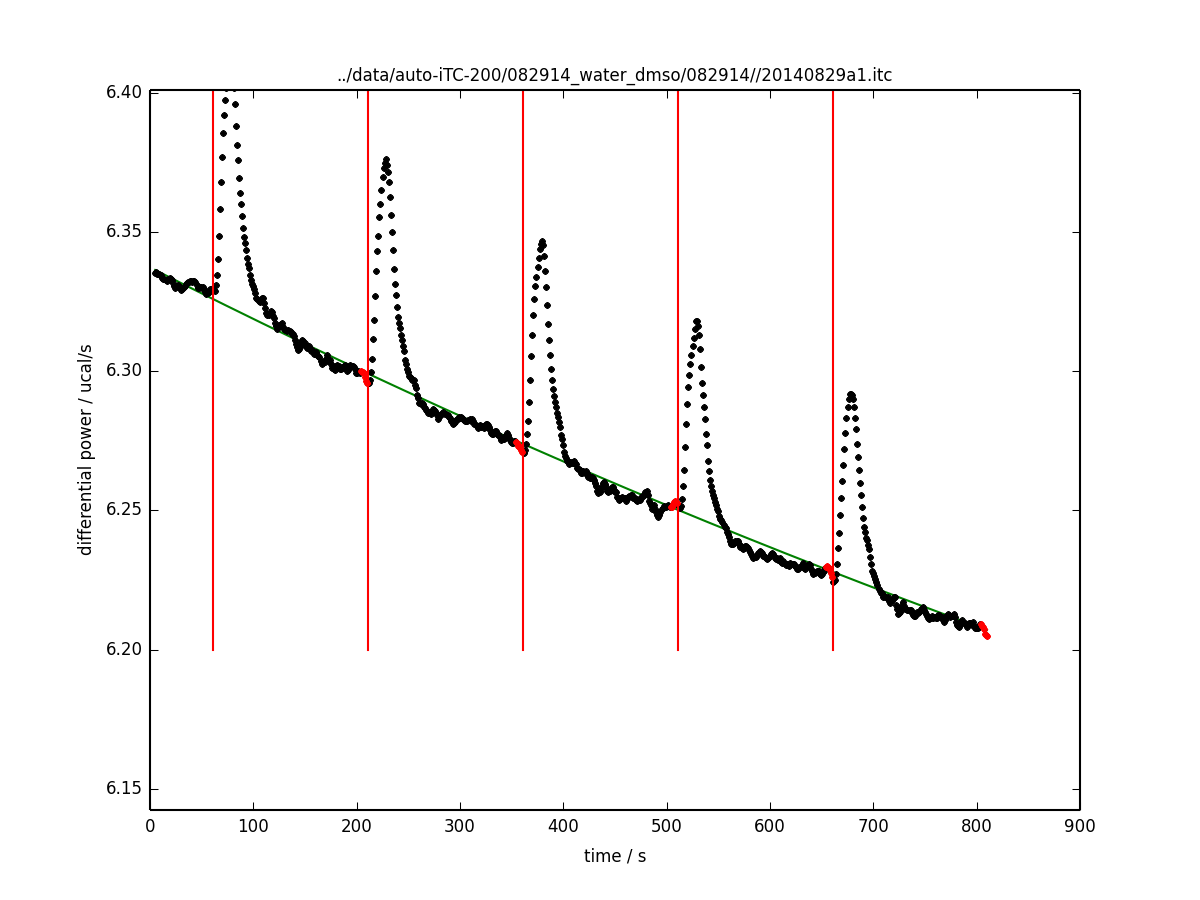 ../data/auto-iTC-200/082914_water_dmso/082914//20140829a1.itc
6.40
6.35
6.30
6.25
6.20
6.15
differential power / ucal/s
0 100 200 300 400 500 600 700 800 900
time / s